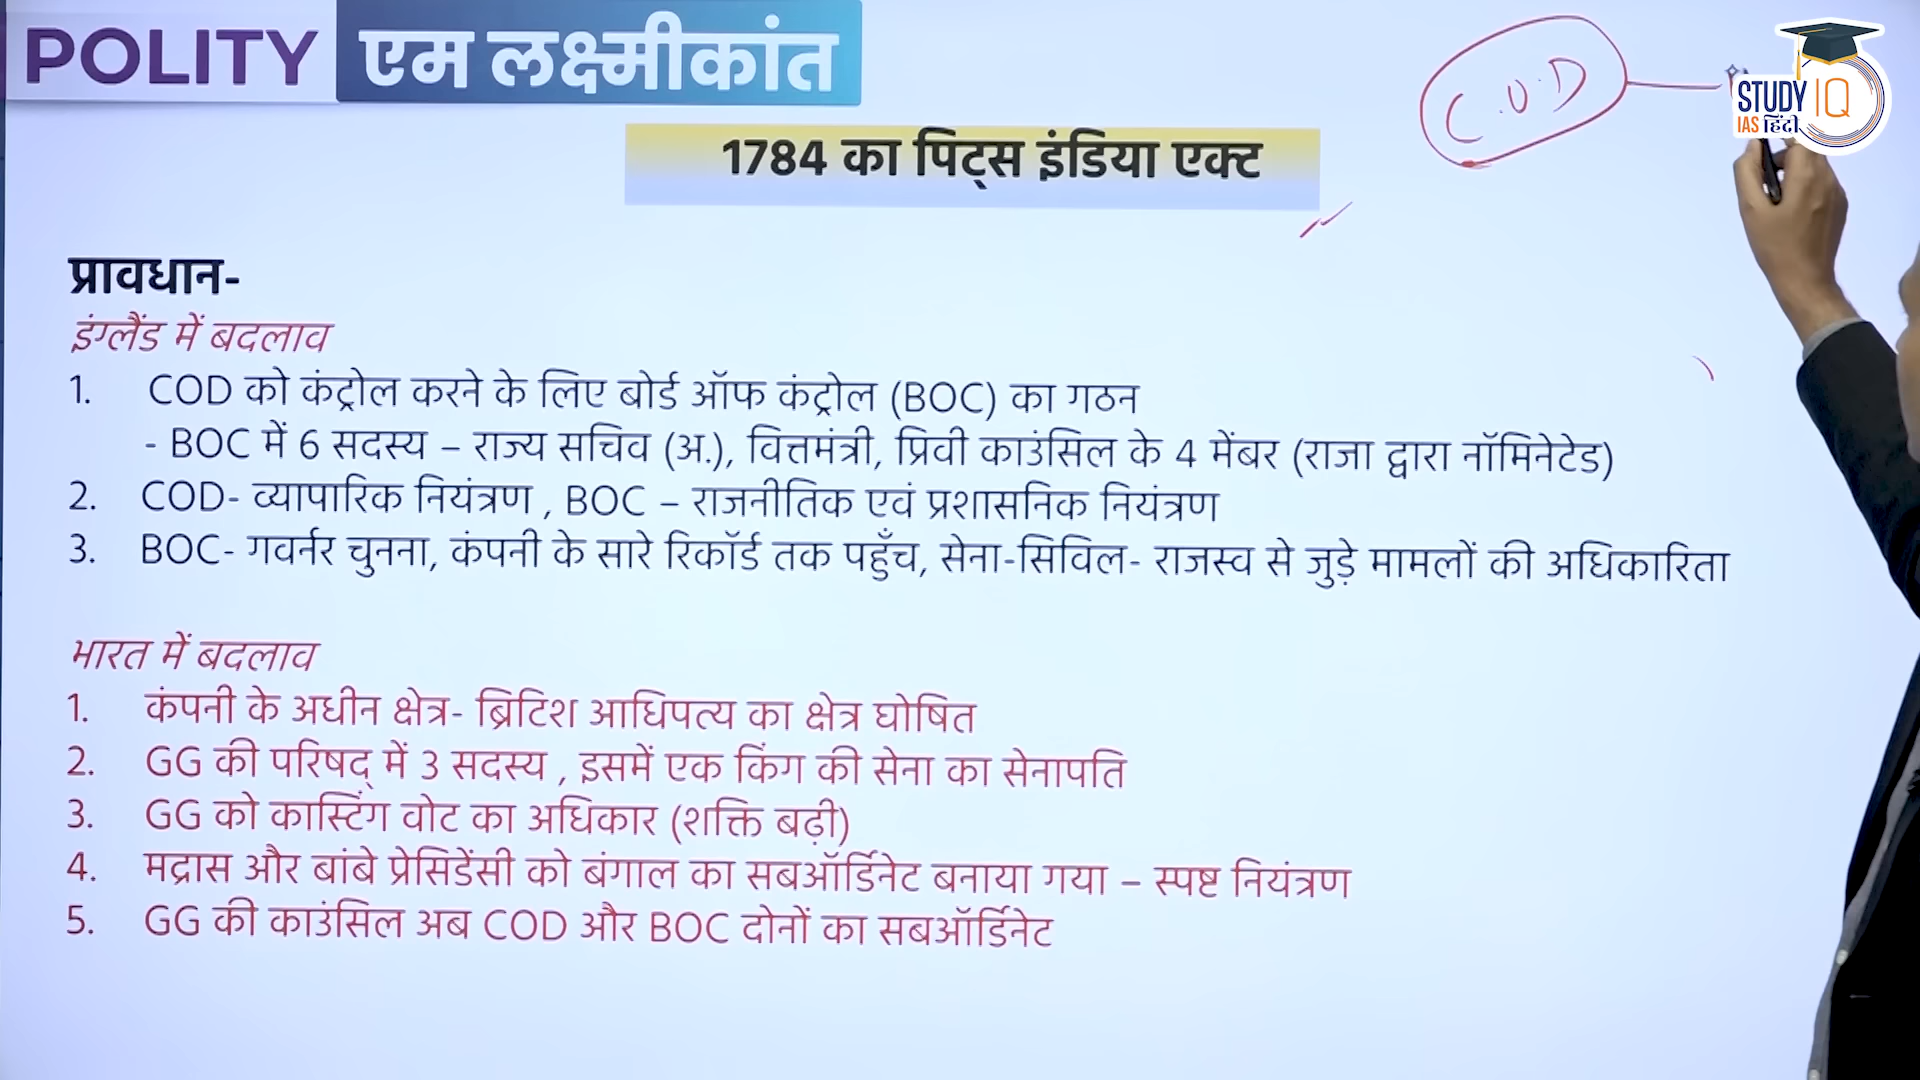 POLITY एम लक्ष्मीकांत
C.O.D
STUDY IQ
IAS हिंदी
1784 का पिट्स इंडिया एक्ट
प्रावधान-
इंग्लैंड में बदलाव
1. COD को कंट्रोल करने के लिए बोर्ड ऑफ कंट्रोल (BOC) का गठन
- BOC में 6 सदस्य – राज्य सचिव (अ.), वित्तमंत्री, प्रिवी काउंसिल के 4 मेंबर (राजा द्वारा नॉमिनेटेड)
2. COD- व्यापारिक नियंत्रण , BOC – राजनीतिक एवं प्रशासनिक नियंत्रण
3. BOC- गवर्नर चुनना, कंपनी के सारे रिकॉर्ड तक पहुँच, सेना-सिविल- राजस्व से जुड़े मामलों की अधिकारिता
भारत में बदलाव
1. कंपनी के अधीन क्षेत्र- ब्रिटिश आधिपत्य का क्षेत्र घोषित
2. GG की परिषद् में 3 सदस्य , इसमें एक किंग की सेना का सेनापति
3. GG को कास्टिंग वोट का अधिकार (शक्ति बढ़ी)
4. मद्रास और बांबे प्रेसिडेंसी को बंगाल का सबऑर्डिनेट बनाया गया – स्पष्ट नियंत्रण
5. GG की काउंसिल अब COD और BOC दोनों का सबऑर्डिनेट